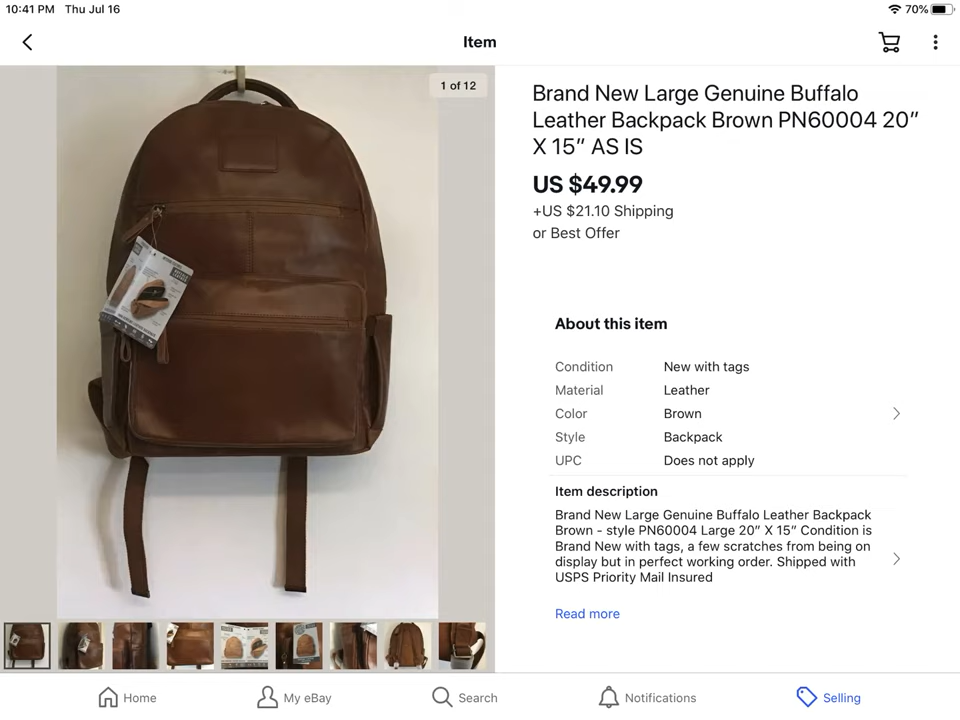 10:41 PM Thu Jul 16
70%
Item
1 of 12
Brand New Large Genuine Buffalo
Leather Backpack Brown PN60004 20”
X 15” AS IS
US $49.99
+US $21.10 Shipping
or Best Offer
About this item
Condition New with tags
Material Leather
Color Brown
Style Backpack
UPC Does not apply
Item description
Brand New Large Genuine Buffalo Leather Backpack
Brown - style PN60004 Large 20” X 15” Condition is
Brand New with tags, a few scratches from being on
display but in perfect working order. Shipped with
USPS Priority Mail Insured
Read more
Home My eBay Search Notifications Selling